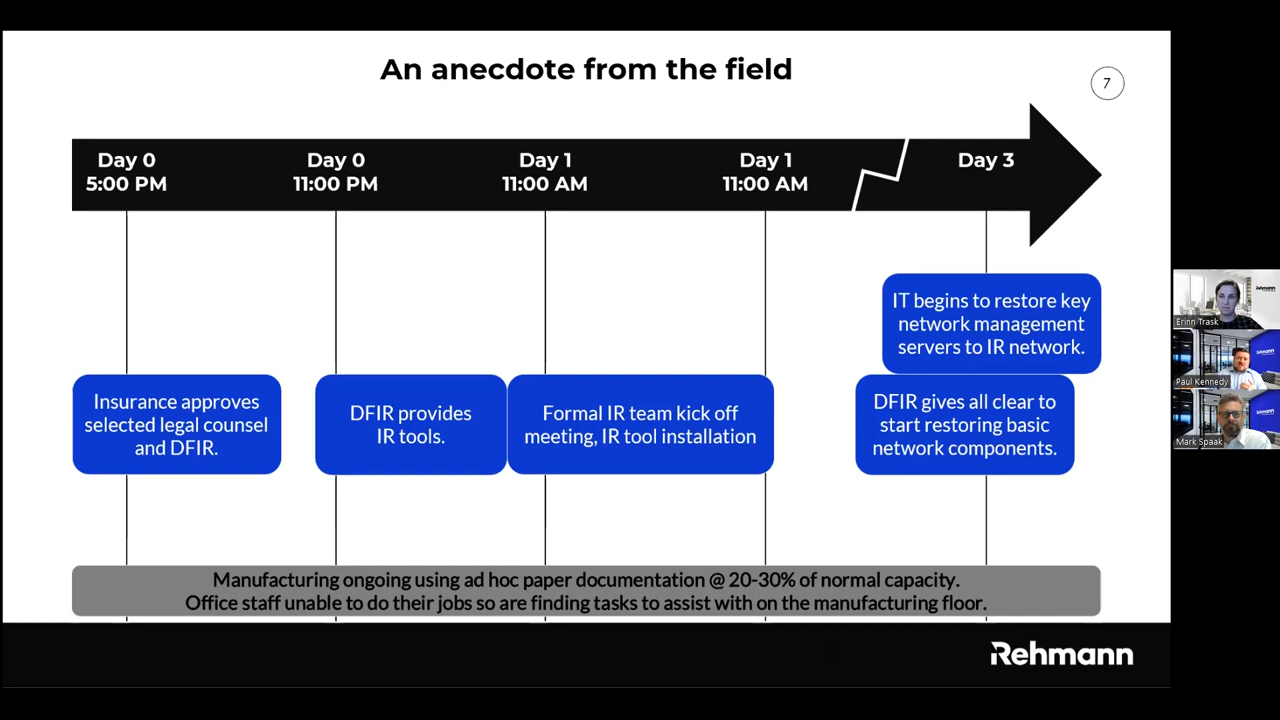 An anecdote from the field
7
Day 0
5:00 PM
Day 0
11:00 PM
Day 1
11:00 AM
Day 1
11:00 AM
Day 3
IT begins to restore key
network management
servers to IR network.
Insurance approves
selected legal counsel
and DFIR.
DFIR provides
IR tools.
Formal IR team kick off
meeting, IR tool installation
DFIR gives all clear to
start restoring basic
network components.
Manufacturing ongoing using ad hoc paper documentation @ 20-30% of normal capacity.
Office staff unable to do their jobs so are finding tasks to assist with on the manufacturing floor.
Rehmann
Rehmann
Erinn Trask
Rehmann
Paul Kennedy
Rehmann
Mark Spaak